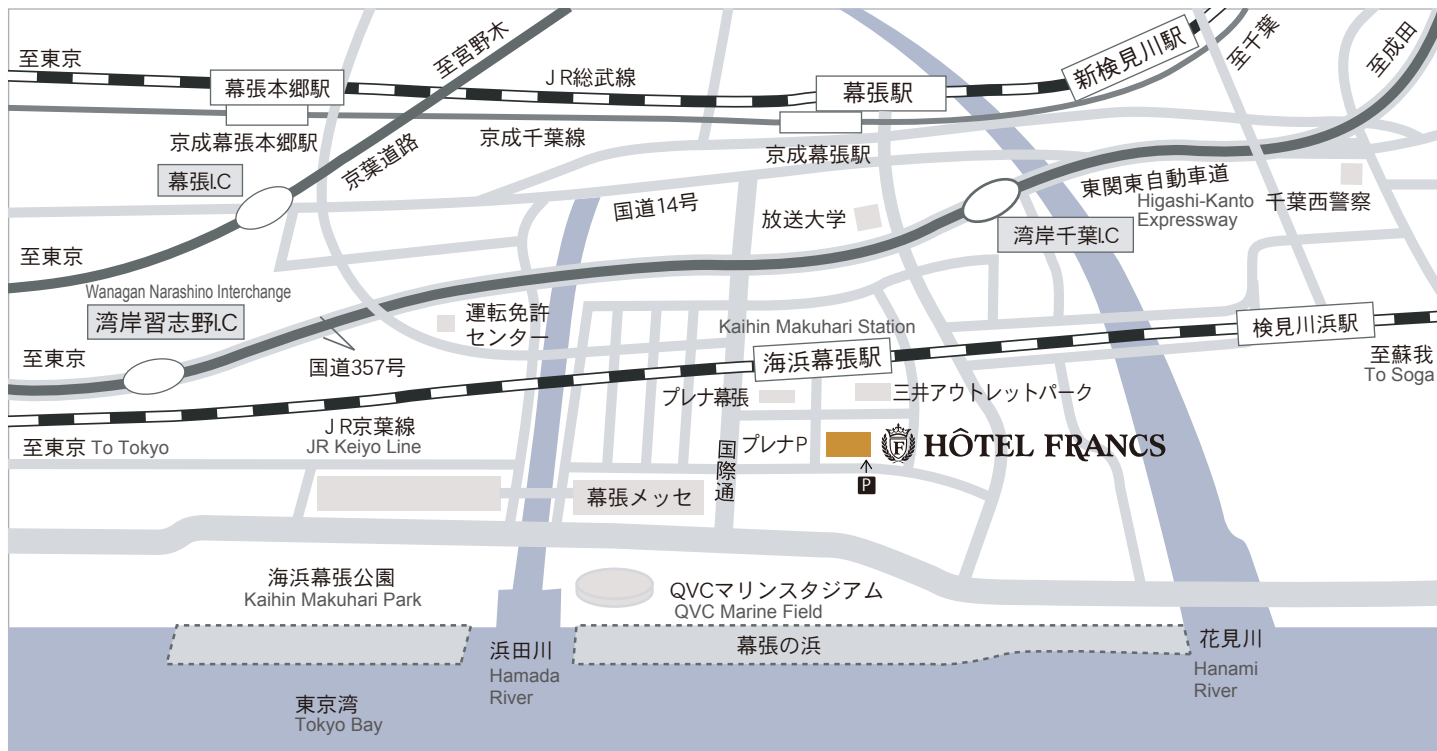 至東京
幕張本郷駅
至宮野木
JR総武線
幕張駅
新検見川駅
至千葉
至成田
京成幕張本郷駅
京成千葉線
京成幕張駅
幕張I.C
京葉道路
国道14号
放送大学
東関東自動車道
Higashi-Kanto
Expressway
千葉西警察
湾岸千葉I.C
至東京
Wanagan Narashino Interchange
湾岸習志野I.C
運転免許
センター
Kaihin Makuhari Station
海浜幕張駅
検見川浜駅
至東京
国道357号
至蘇我
To Soga
プレナ幕張
三井アウトレットパーク
JR京葉線
JR Keiyo Line
至東京 To Tokyo
国際通
プレナP
F
HÔTEL FRANCS
P
幕張メッセ
海浜幕張公園
Kaihin Makuhari Park
QVCマリンスタジアム
QVC Marine Field
浜田川
Hamada
River
幕張の浜
花見川
Hanami
River
東京湾
Tokyo Bay